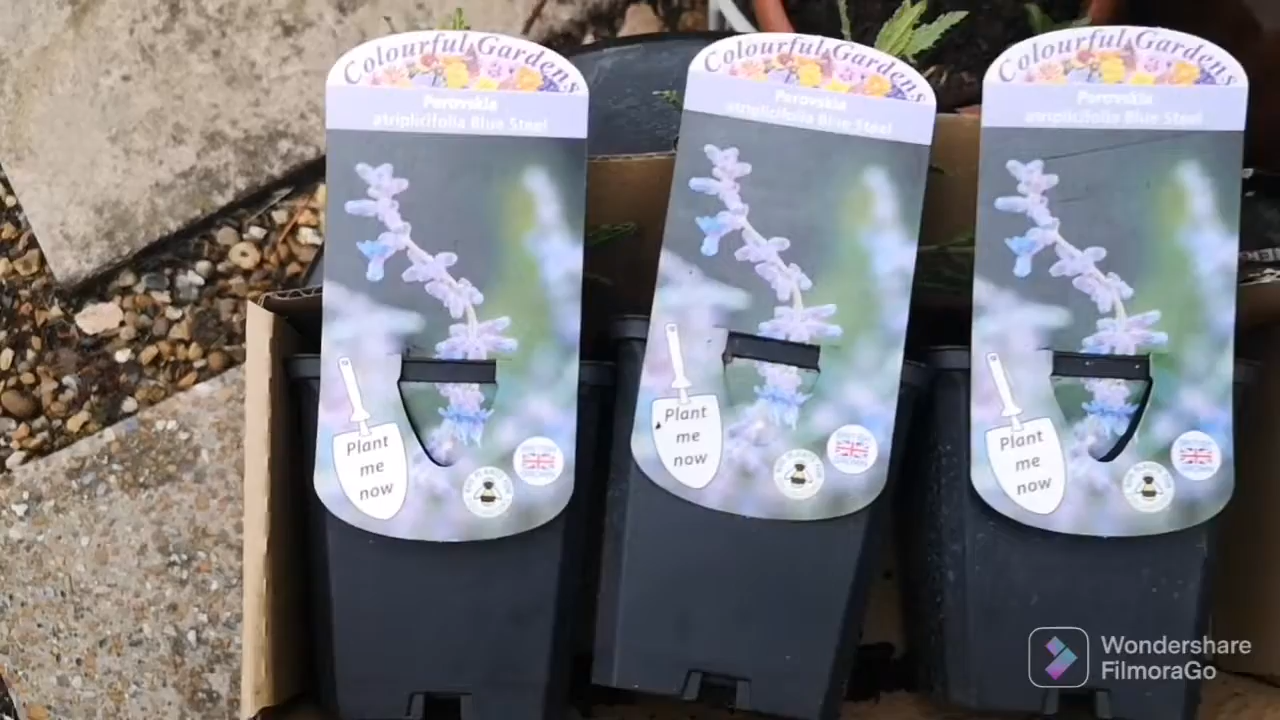 Colourful Gardens
Perovskia
atriplicifolia Blue Steel
Plant
me
now
Colourful Gardens
Perovskia
atriplicifolia Blue Steel
Plant
me
now
Colourful Gardens
Perovskia
atriplicifolia Blue Steel
Plant
me
now
Wondershare
FilmoraGo